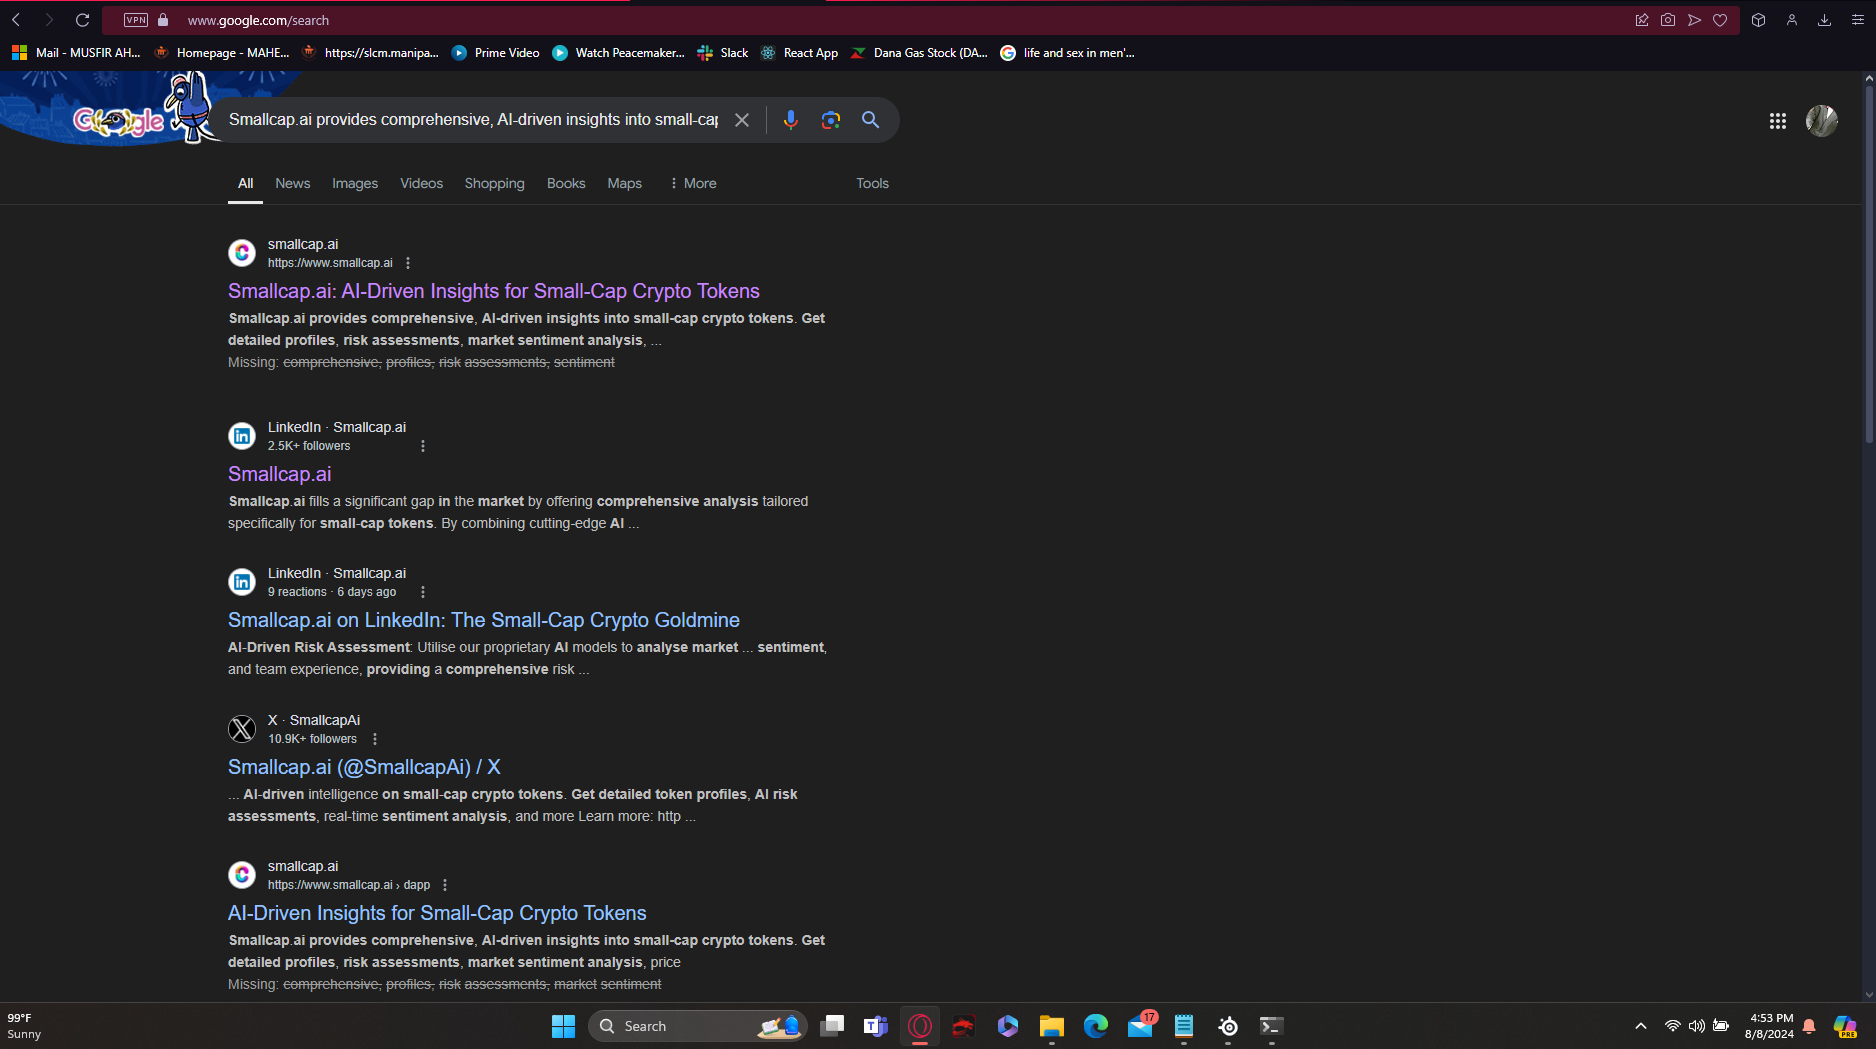 VPN
www.google.com/search
Mail - MUSFIR AH...
Homepage - MAHE...
https://slcm.manipa...
Prime Video
Watch Peacemaker...
Slack
React App
Dana Gas Stock (DA...
life and sex in men'...
Google
Smallcap.ai provides comprehensive, AI-driven insights into small-cap
All
News
Images
Videos
Shopping
Books
Maps
More
Tools
smallcap.ai
https://www.smallcap.ai
Smallcap.ai: AI-Driven Insights for Small-Cap Crypto Tokens
Smallcap.ai provides comprehensive, AI-driven insights into small-cap crypto tokens. Get
detailed profiles, risk assessments, market sentiment analysis, ...
Missing: comprehensive, profiles, risk assessments, sentiment
LinkedIn · Smallcap.ai
2.5K+ followers
Smallcap.ai
Smallcap.ai fills a significant gap in the market by offering comprehensive analysis tailored
specifically for small-cap tokens. By combining cutting-edge AI ...
LinkedIn · Smallcap.ai
9 reactions · 6 days ago
Smallcap.ai on LinkedIn: The Small-Cap Crypto Goldmine
AI-Driven Risk Assessment: Utilise our proprietary AI models to analyse market ... sentiment,
and team experience, providing a comprehensive risk ...
X · SmallcapAi
10.9K+ followers
Smallcap.ai (@SmallcapAi) / X
... AI-driven intelligence on small-cap crypto tokens. Get detailed token profiles, AI risk
assessments, real-time sentiment analysis, and more Learn more: http ...
smallcap.ai
https://www.smallcap.ai › dapp
AI-Driven Insights for Small-Cap Crypto Tokens
Smallcap.ai provides comprehensive, AI-driven insights into small-cap crypto tokens. Get
detailed profiles, risk assessments, market sentiment analysis, price
Missing: comprehensive, profiles, risk assessments, market sentiment
99°F
Sunny
Search
17
4:53 PM
8/8/2024
PRE